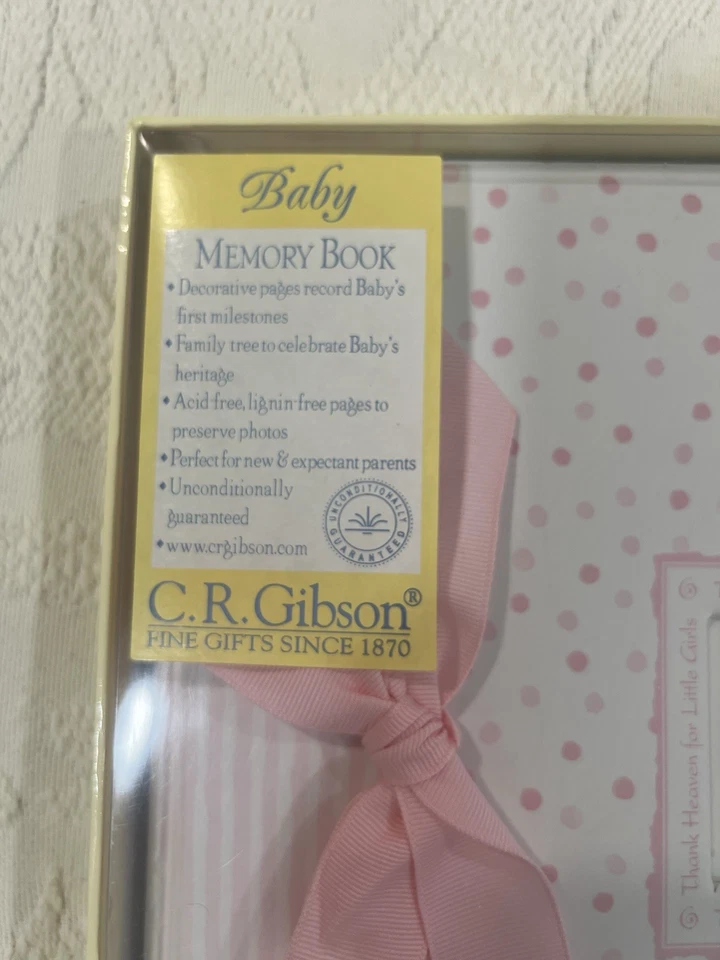 Baby
MEMORY BOOK
• Decorative pages record Baby's
first milestones
• Family tree to celebrate Baby's
heritage
• Acid-free, lignin-free pages to
preserve photos
• Perfect for new & expectant parents
• Unconditionally
guaranteed
• www.crgibson.com
UNCONDITIONALLY
GUARANTEED
C.R. Gibson®
FINE GIFTS SINCE 1870
Thank Heaven for Little Girls